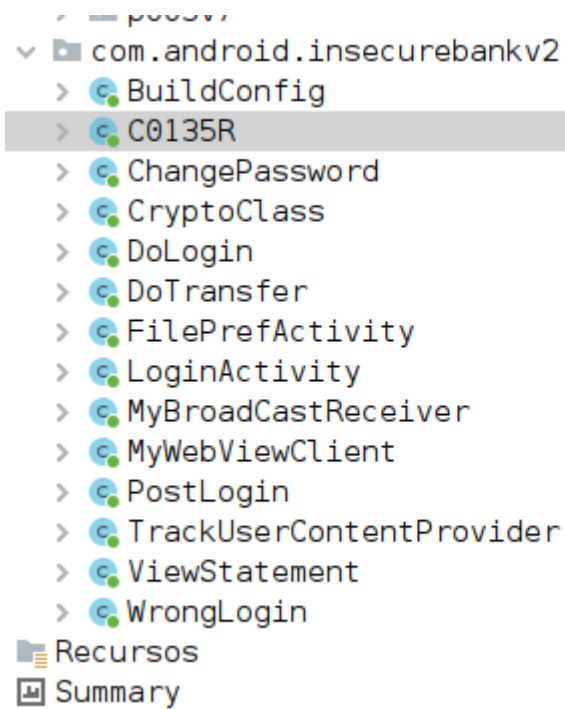 com.android.insecurebankv2
BuildConfig
C0135R
ChangePassword
CryptoClass
DoLogin
DoTransfer
FilePrefActivity
LoginActivity
MyBroadCastReceiver
MyWebViewClient
PostLogin
TrackUserContentProvider
ViewStatement
WrongLogin
Recursos
Summary